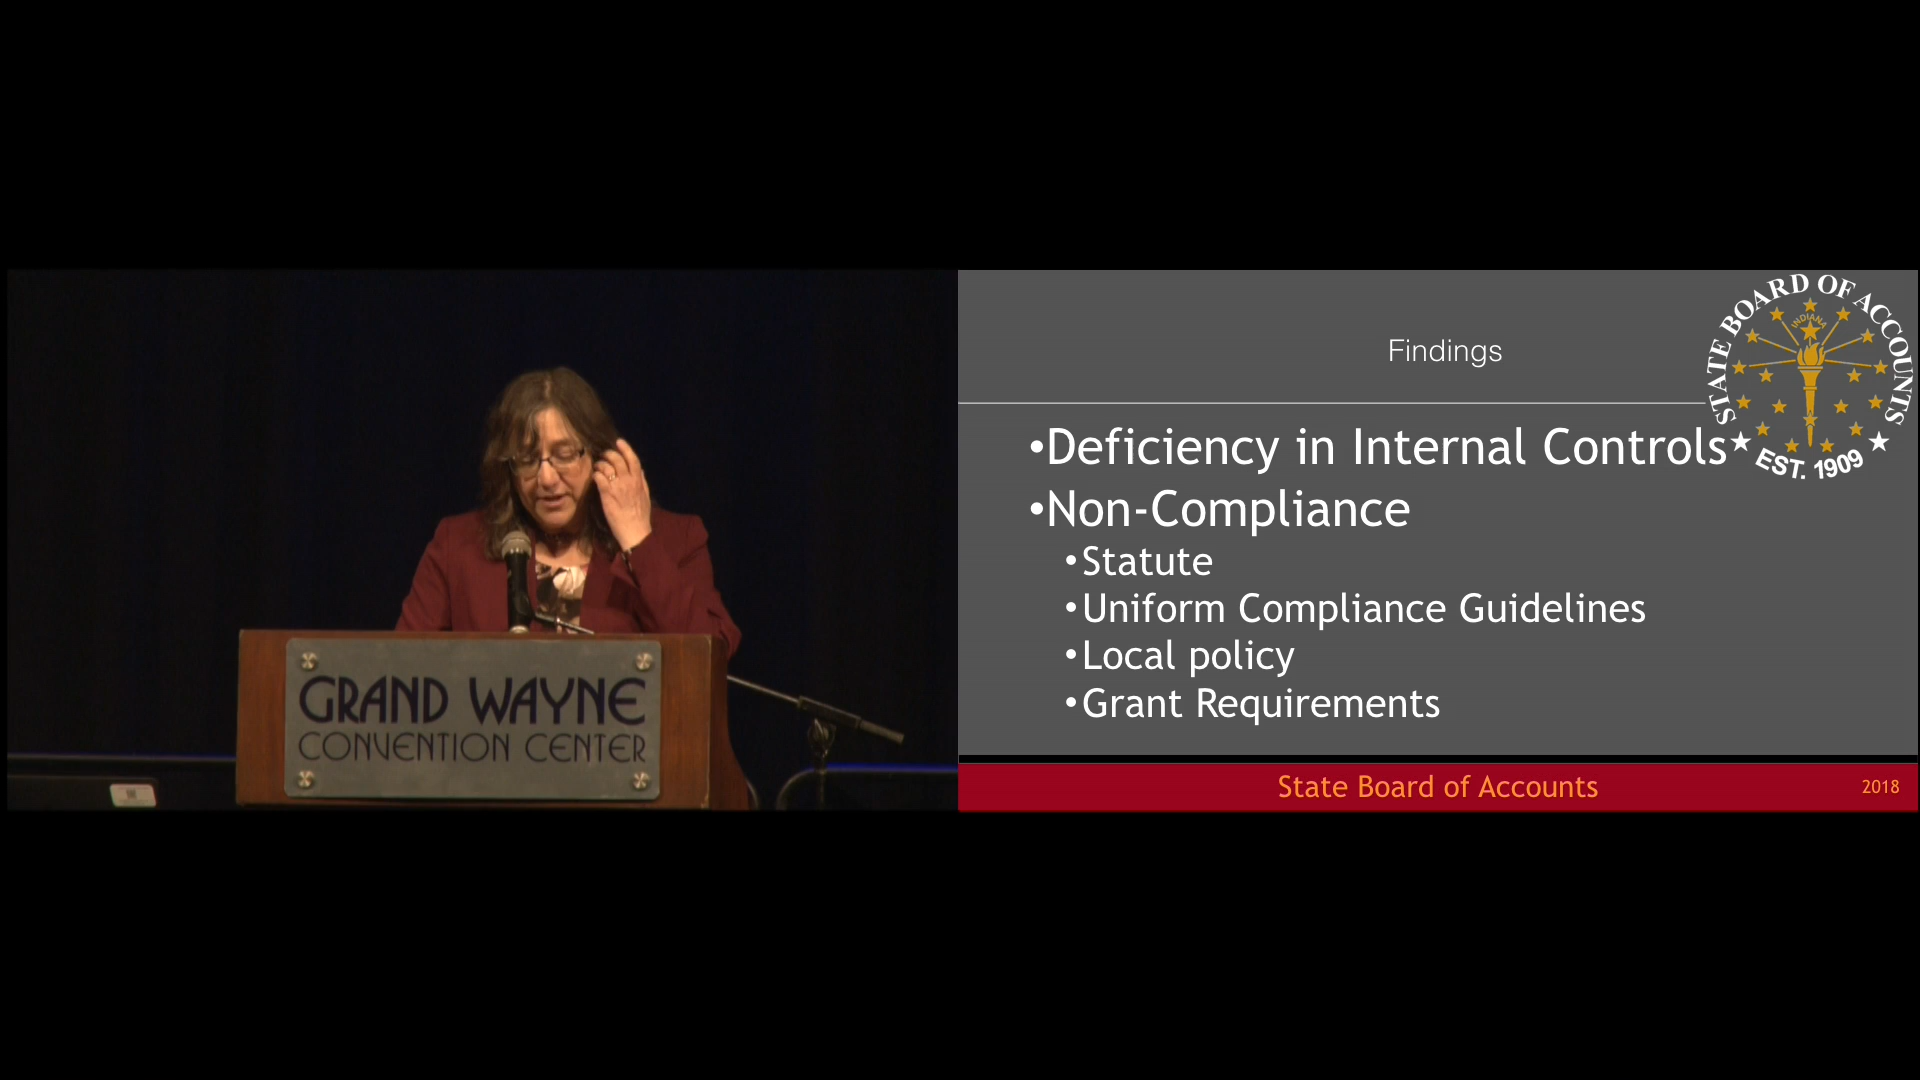 GRAND WAYNE
CONVENTION CENTER
Findings
STATE BOARD OF ACCOUNTS
INDIANA
EST. 1909
•Deficiency in Internal Controls
•Non-Compliance
•Statute
•Uniform Compliance Guidelines
•Local policy
•Grant Requirements
State Board of Accounts
2018